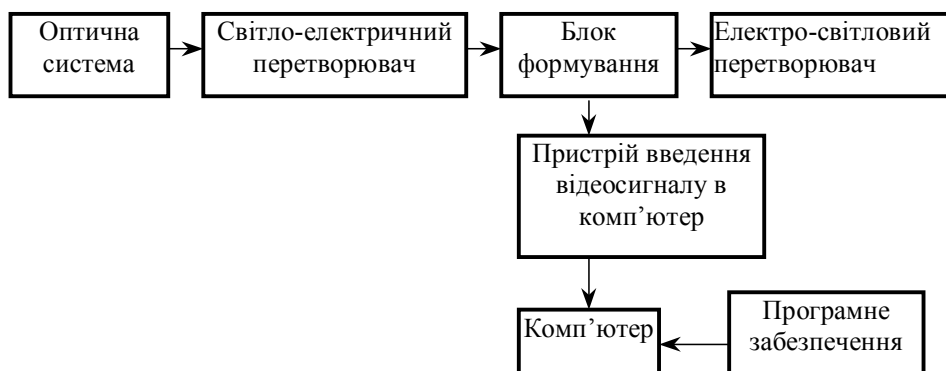 Оптична
система
Світло-електричний
перетворювач
Блок
формування
Електро-світловий
перетворювач
Пристрій введення
відеосигналу в
комп’ютер
Комп’ютер
Програмне
забезпечення